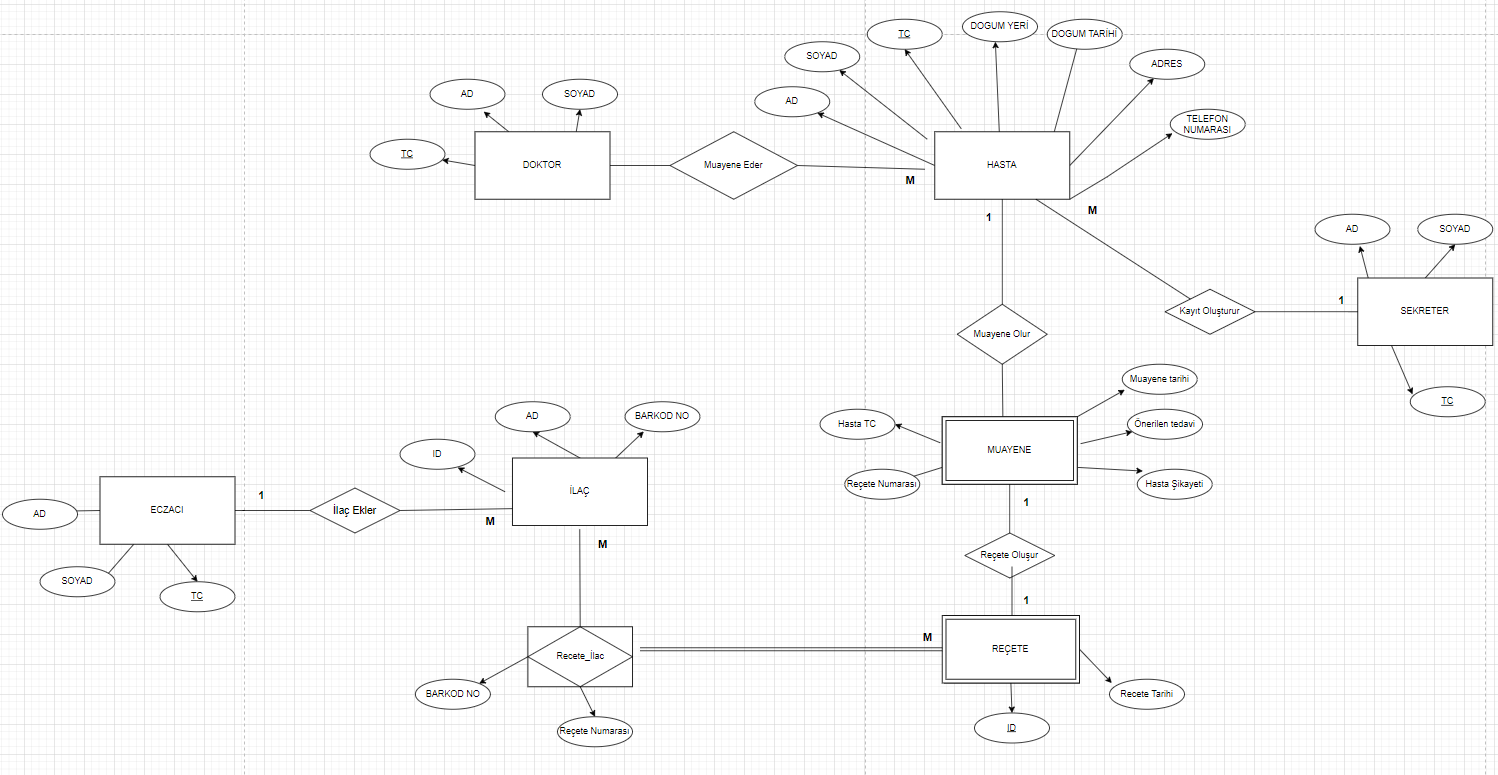 DOGUM YERİ
TC
DOGUM TARİHİ
SOYAD
ADRES
AD
SOYAD
AD
TELEFON
NUMARASI
TC
DOKTOR
Muayene Eder
M
HASTA
1
M
AD
SOYAD
Kayıt Oluşturur
1
SEKRETER
Muayene Olur
TC
Muayene tarihi
Hasta TC
Önerilen tedavi
MUAYENE
Reçete Numarası
Hasta Şikayeti
AD
BARKOD NO
ID
İLAÇ
ECZACI
1
İlaç Ekler
M
AD
SOYAD
TC
M
1
Reçete Oluşur
1
Recete_İlac
M
REÇETE
BARKOD NO
Reçete Numarası
Recete Tarihi
ID